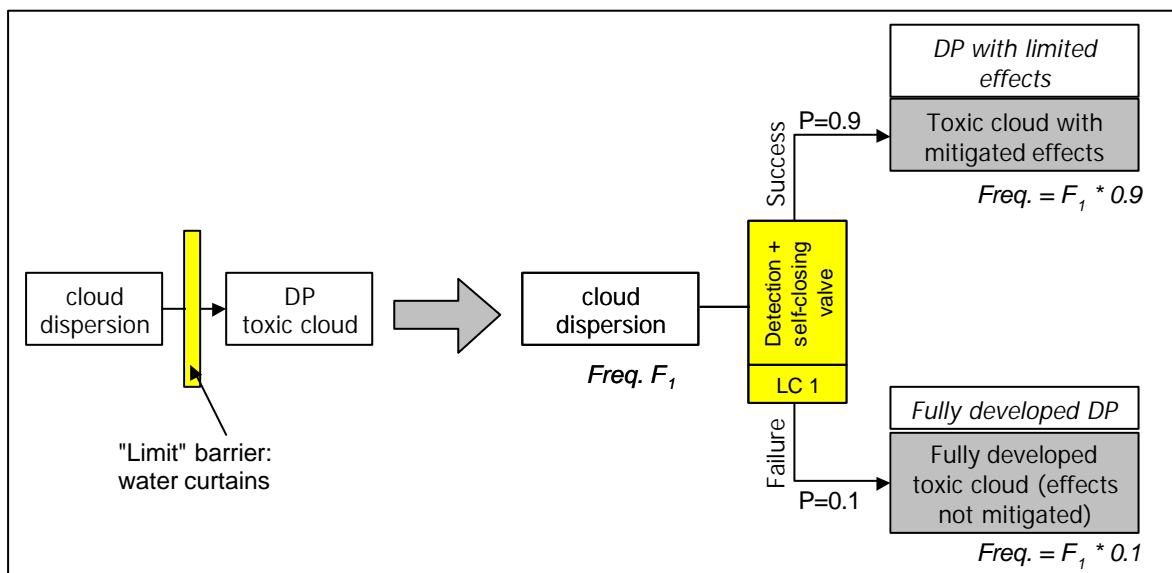 cloud
dispersion
DP
toxic cloud
"Limit" barrier:
water curtains
cloud
dispersion
Freq. F1
Detection +
self-closing
valve
LC 1
Success
P=0.9
DP with limited
effects
Toxic cloud with
mitigated effects
Freq. = F1 * 0.9
Failure
P=0.1
Fully developed DP
Fully developed
toxic cloud (effects
not mitigated)
Freq. = F1 * 0.1